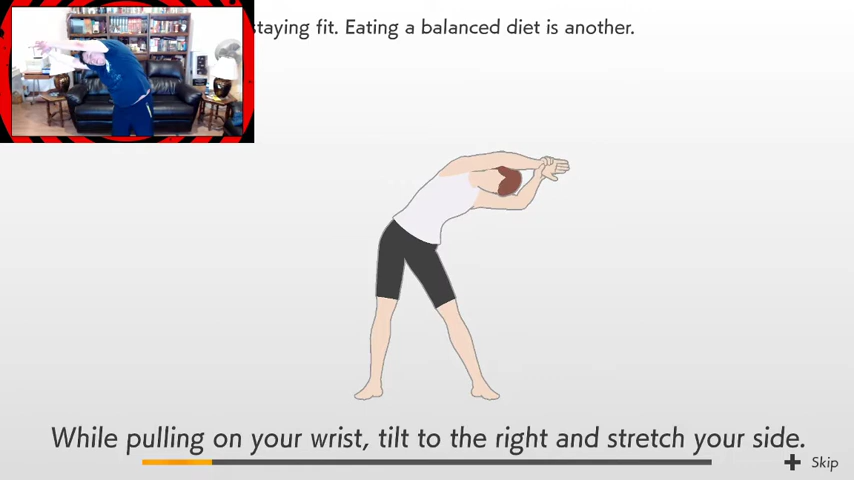 staying fit. Eating a balanced diet is another.
While pulling on your wrist, tilt to the right and stretch your side.
Skip